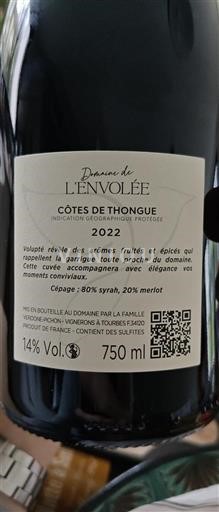 Domaine de
L'ENVOLÉE
CÔTES DE THONGUE
INDICATION GÉOGRAPHIQUE PROTÉGÉE
2022
Volupté révèle des arômes fruités et épicés qui
rappellent la garrigue toute proche du domaine.
Cette cuvée accompagnera avec élégance vos
moments conviviaux.
Cépage : 80% syrah, 20% merlot
MIS EN BOUTEILLE AU DOMAINE PAR LA FAMILLE
VERDONE-PICHON - VIGNERONS À TOURBES F.34120
PRODUIT DE FRANCE - CONTIENT DES SULFITES
14% Vol.
750 ml